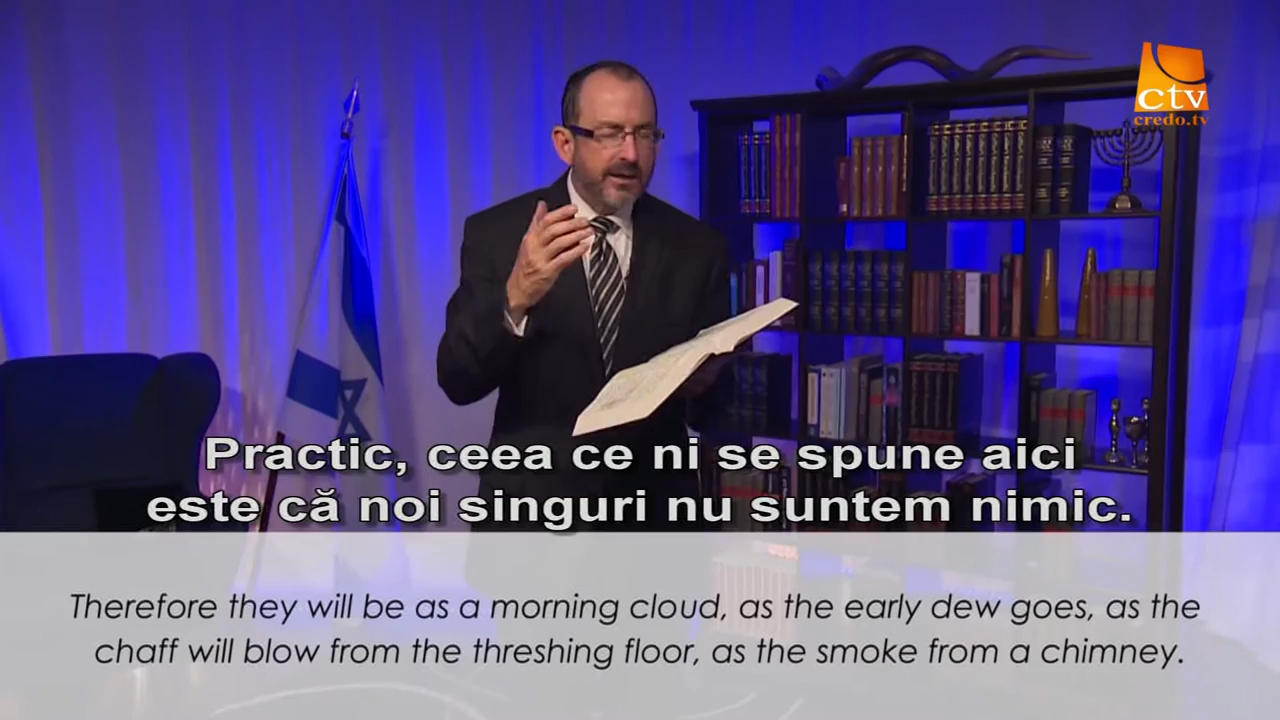 ctv
credo.tv
Practic, ceea ce ni se spune aici
este că noi singuri nu suntem nimic.
Therefore they will be as a morning cloud, as the early dew goes, as the
chaff will blow from the threshing floor, as the smoke from a chimney.